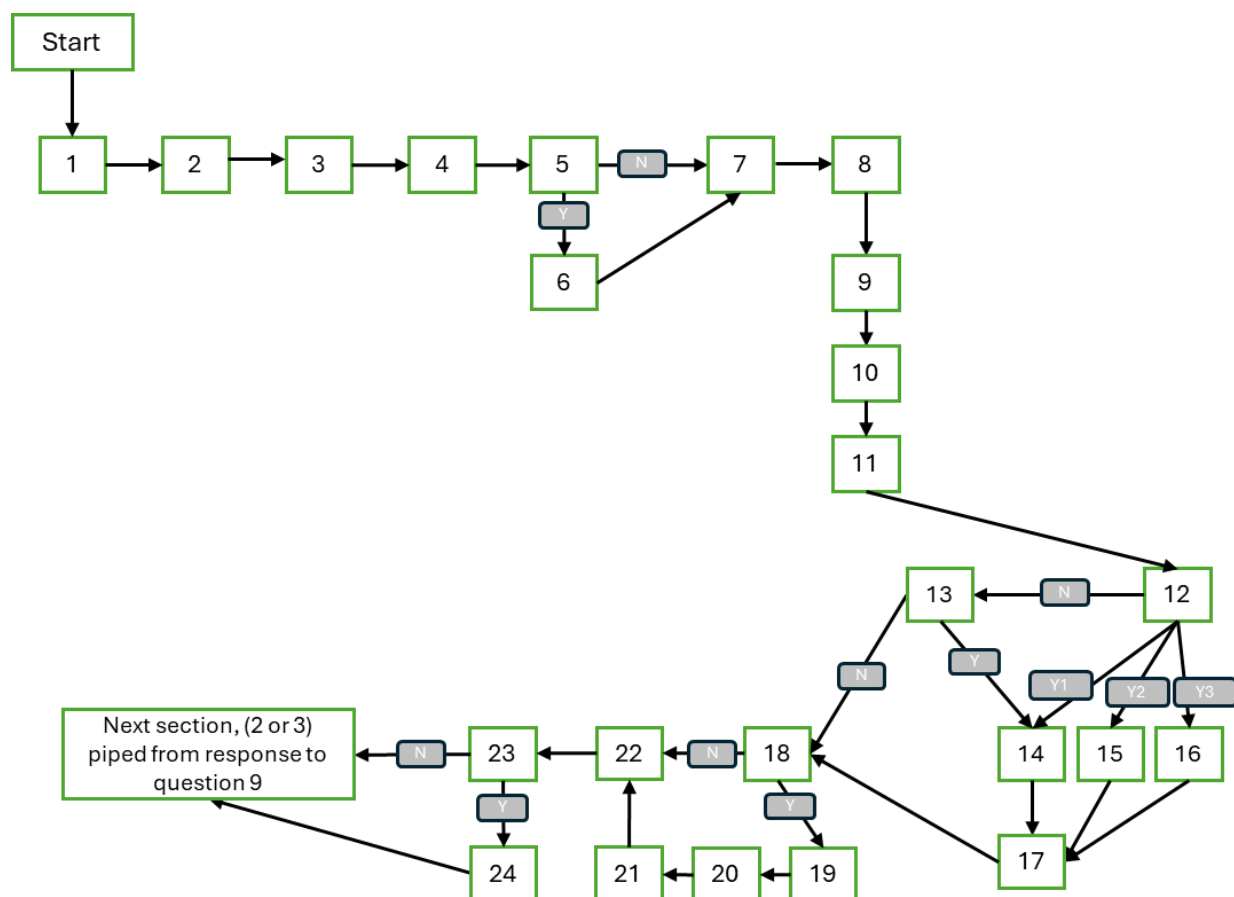 Start
1
2
3
4
5
N
7
8
Y
6
9
10
11
13
N
12
Y
N
Y1
Y2
Y3
Next section, (2 or 3)
piped from response to
question 9
N
23
22
N
18
14
15
16
Y
Y
24
21
20
19
17